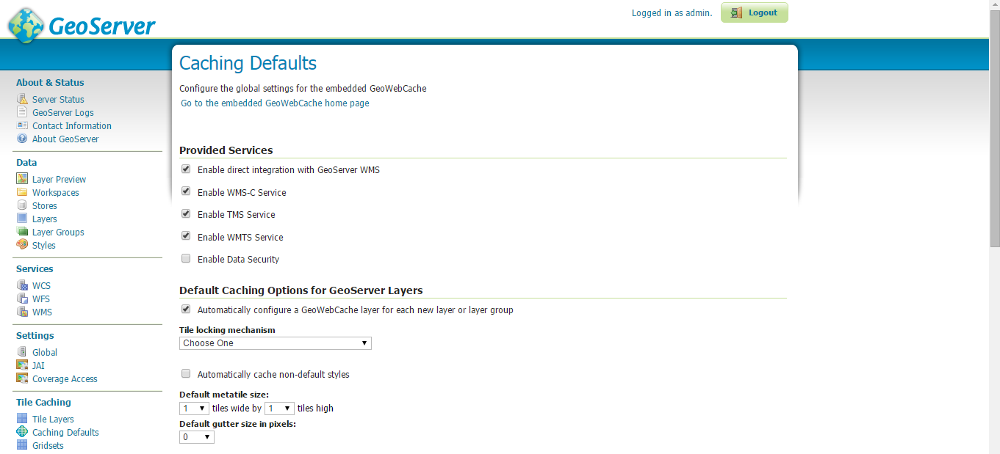 GeoServer
Logged in as admin.
Logout
About & Status
Server Status
GeoServer Logs
Contact Information
About GeoServer
Data
Layer Preview
Workspaces
Stores
Layers
Layer Groups
Styles
Services
WCS
WFS
WMS
Settings
Global
JAI
Coverage Access
Tile Caching
Tile Layers
Caching Defaults
Gridsets
Caching Defaults
Configure the global settings for the embedded GeoWebCache
Go to the embedded GeoWebCache home page
Provided Services
Enable direct integration with GeoServer WMS
Enable WMS-C Service
Enable TMS Service
Enable WMTS Service
Enable Data Security
Default Caching Options for GeoServer Layers
Automatically configure a GeoWebCache layer for each new layer or layer group
Tile locking mechanism
Choose One
Automatically cache non-default styles
Default metatile size:
1 tiles wide by 1 tiles high
Default gutter size in pixels:
0